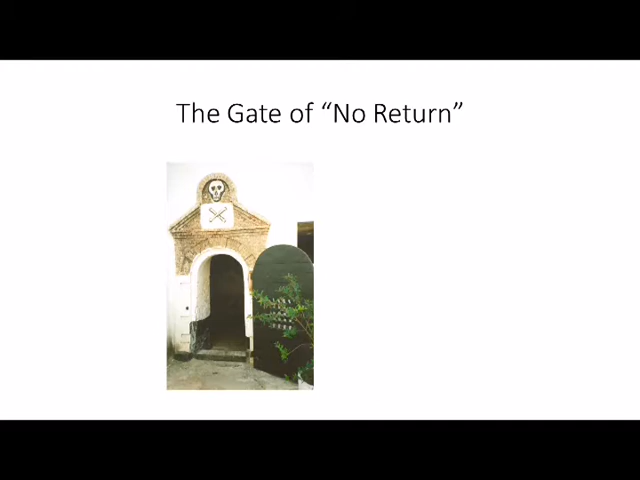 The Gate of “No Return”